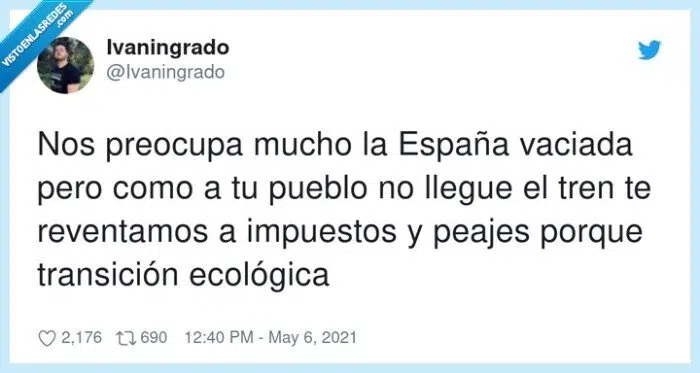 VISTOENLASREDES
.com
Ivaningrado
@Ivaningrado
Nos preocupa mucho la España vaciada
pero como a tu pueblo no llegue el tren te
reventamos a impuestos y peajes porque
transición ecológica
2,176 690 12:40 PM - May 6, 2021